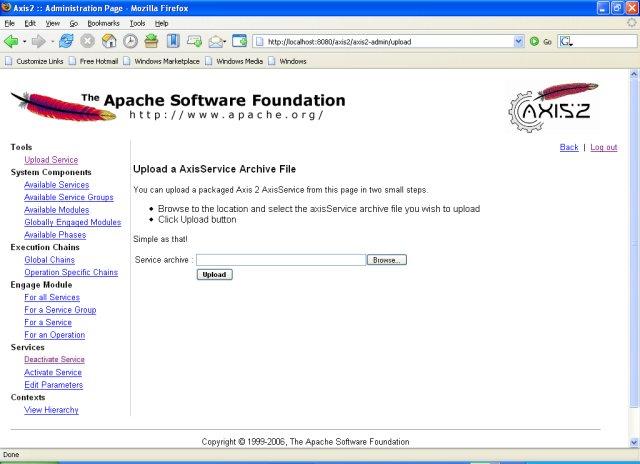 Axis2 :: Administration Page - Mozilla Firefox
File Edit View Go Bookmarks Tools Help
http://localhost:8080/axis2/axis2-admin/upload Go G
Customize Links Free Hotmail Windows Marketplace Windows Media Windows
The Apache Software Foundation
http://www.apache.org/
AXIS2
Back | Log out
Tools
Upload Service
System Components
Available Services
Available Service Groups
Available Modules
Globally Engaged Modules
Available Phases
Execution Chains
Global Chains
Operation Specific Chains
Engage Module
For all Services
For a Service Group
For a Service
For an Operation
Services
Deactivate Service
Activate Service
Edit Parameters
Contexts
View Hierarchy
Upload a AxisService Archive File
You can upload a packaged Axis 2 AxisService from this page in two small steps.
Browse to the location and select the axisService archive file you wish to upload
Click Upload button
Simple as that!
Service archive : Browse...
Upload
Copyright © 1999-2006, The Apache Software Foundation
Done